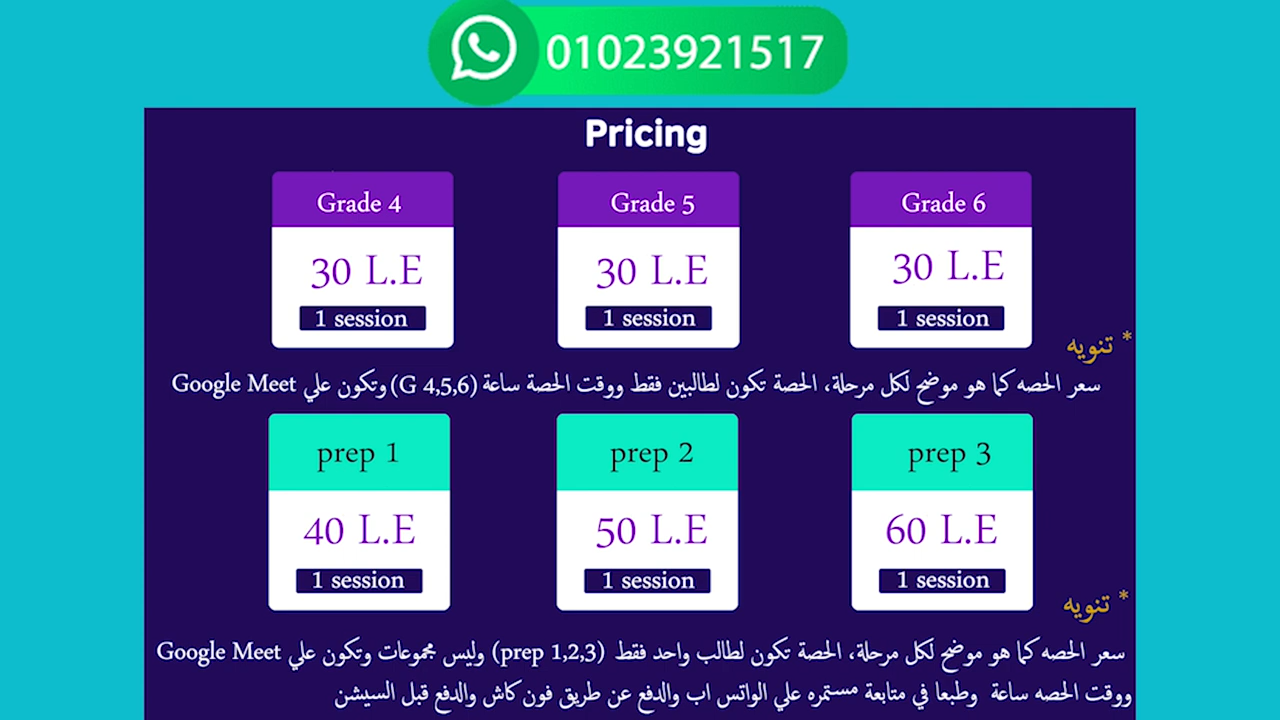 01023921517
Pricing
Grade 4
30 L.E
1 session
Grade 5
30 L.E
1 session
Grade 6
30 L.E
1 session
* تنويه
سعر الحصه كما هو موضح لكل مرحلة، الحصة تكون لطالبين فقط ووقت الحصة ساعة (G 4,5,6) وتكون علي Google Meet
prep 1
40 L.E
1 session
prep 2
50 L.E
1 session
prep 3
60 L.E
1 session
* تنويه
سعر الحصه كما هو موضح لكل مرحلة، الحصة تكون لطالب واحد فقط (prep 1,2,3) وليس مجموعات وتكون علي Google Meet
ووقت الحصه ساعة وطبعا في متابعة مستمره علي الواتس اب والدفع عن طريق فون كاش والدفع قبل السيشن